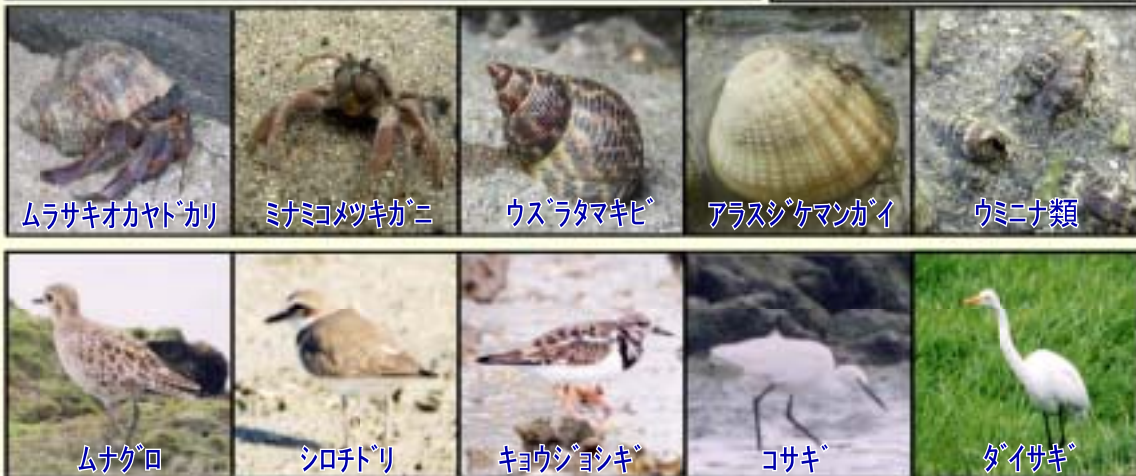 ムラサキオカヤドカリ
ミナミコメツキガニ
ウズラタマキビ
アラスジケマンガイ
ウミニナ類
ムナグロ
シロチドリ
キョウジョシギ
コサギ
ダイサギ